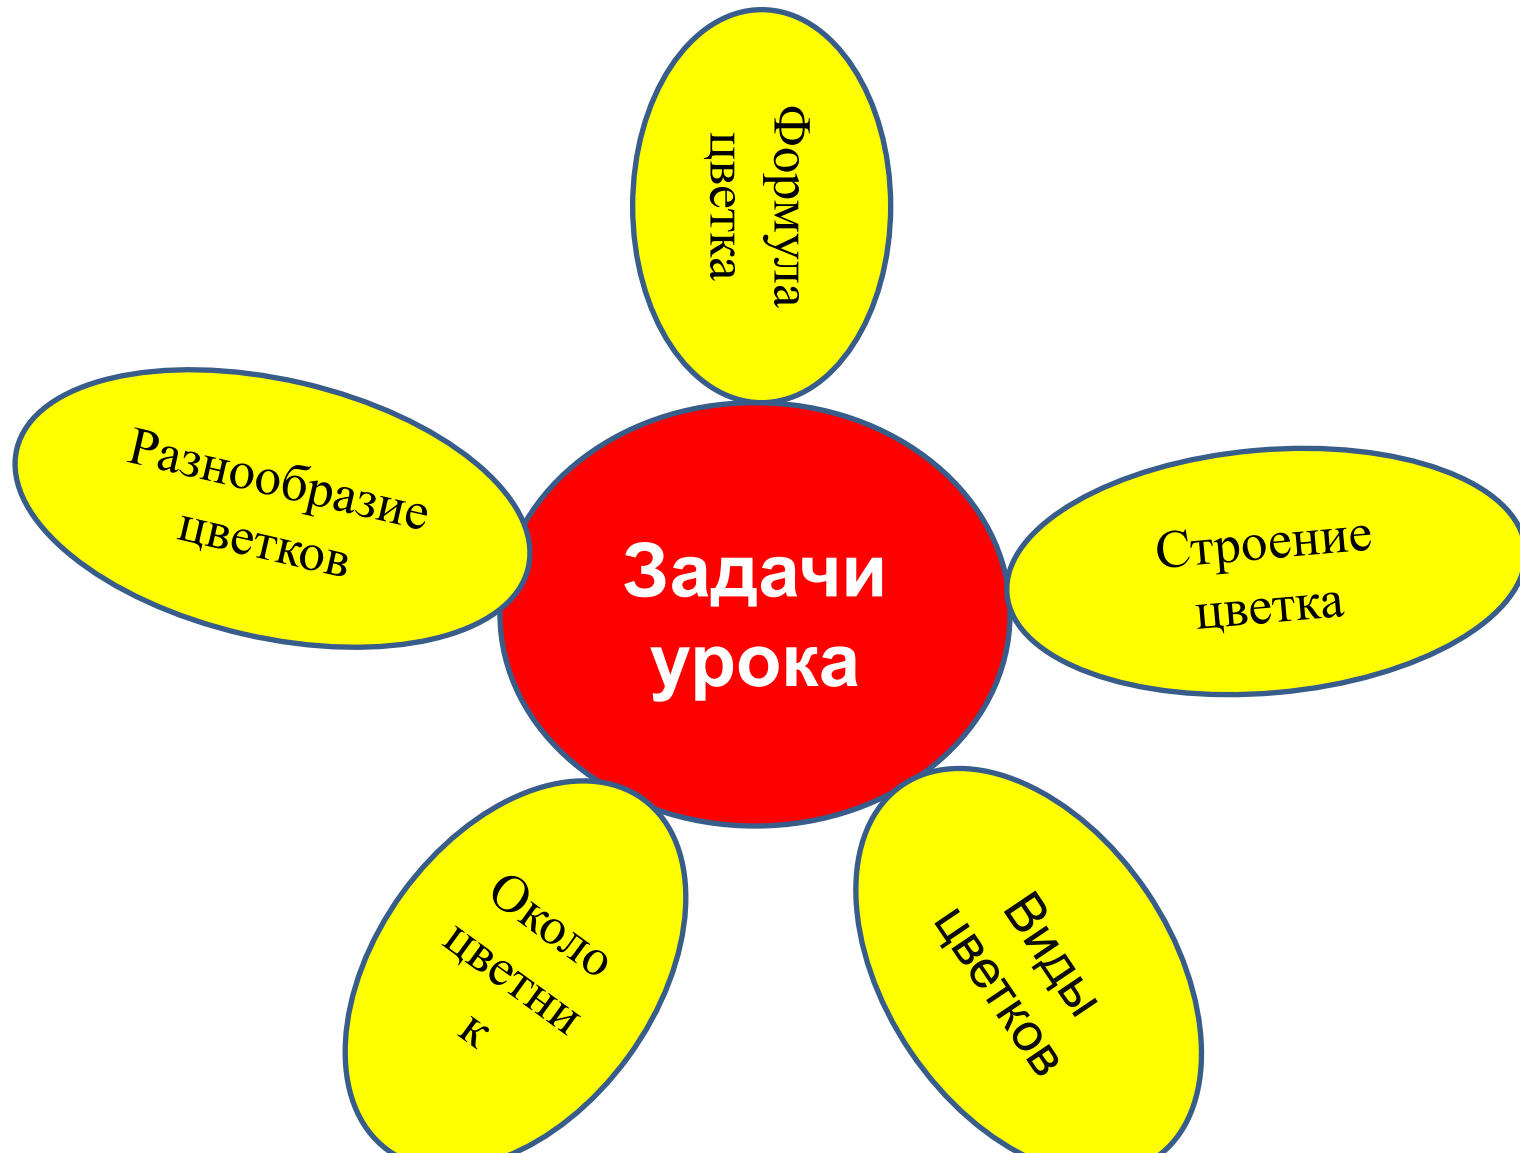 Формула
цветка
Разнообразие
цветков
Задачи
урока
Строение
цветка
Около
цветни
к
Виды
цветков